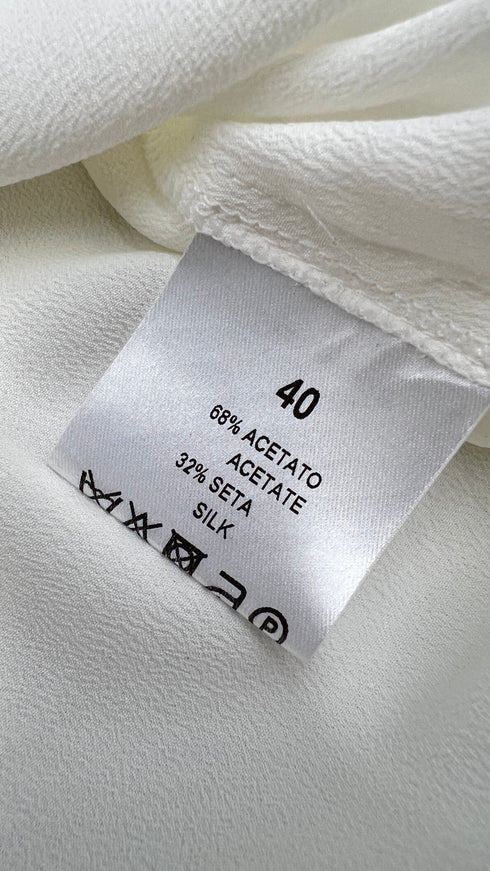 40
68% ACETATO
ACETATE
32% SETA
SILK
P